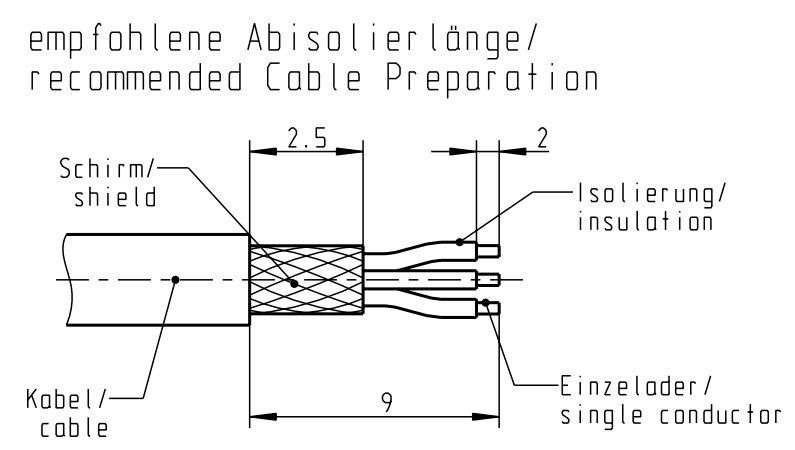 empfohlene Abisolierlänge/
recommended Cable Preparation
2.5
2
Schirm/
shield
Isolierung/
insulation
Kabel/
cable
9
Einzelader/
single conductor